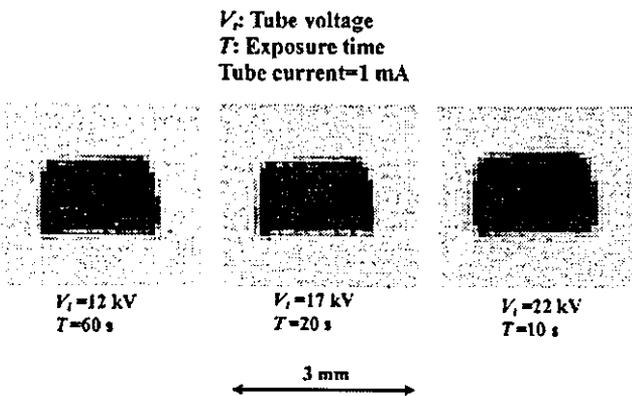 Vt: Tube voltage
T: Exposure time
Tube current=1 mA
Vt=12 kV
T=60 s
Vt=17 kV
T=20 s
Vt=22 kV
T=10 s
3 mm